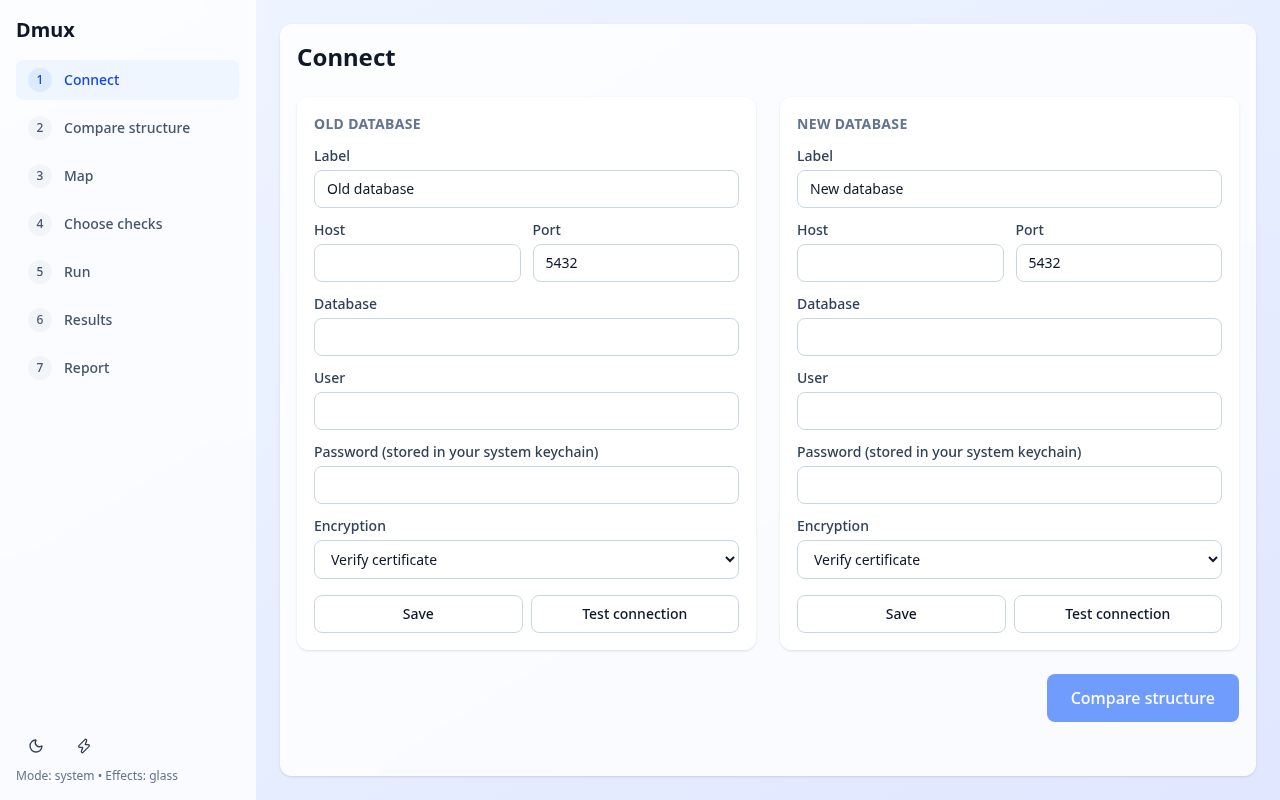 Dmux
1 Connect
2 Compare structure
3 Map
4 Choose checks
5 Run
6 Results
7 Report
Mode: system • Effects: glass
Connect
OLD DATABASE
Label
Old database
Host Port
5432
Database
User
Password (stored in your system keychain)
Encryption
Verify certificate
Save Test connection
NEW DATABASE
Label
New database
Host Port
5432
Database
User
Password (stored in your system keychain)
Encryption
Verify certificate
Save Test connection
Compare structure